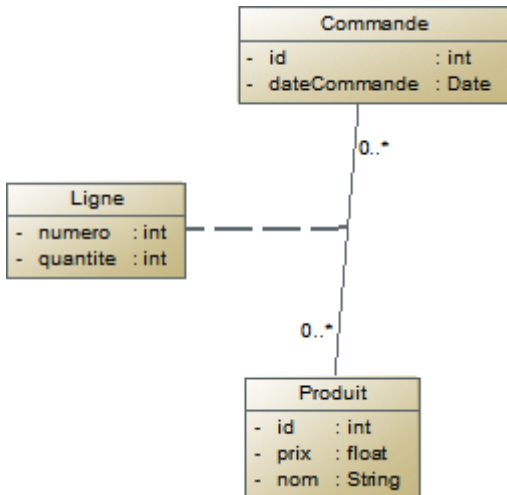 Commande
- id : int
- dateCommande : Date
0..*
Ligne
- numero : int
- quantite : int
0..*
Produit
- id : int
- prix : float
- nom : String